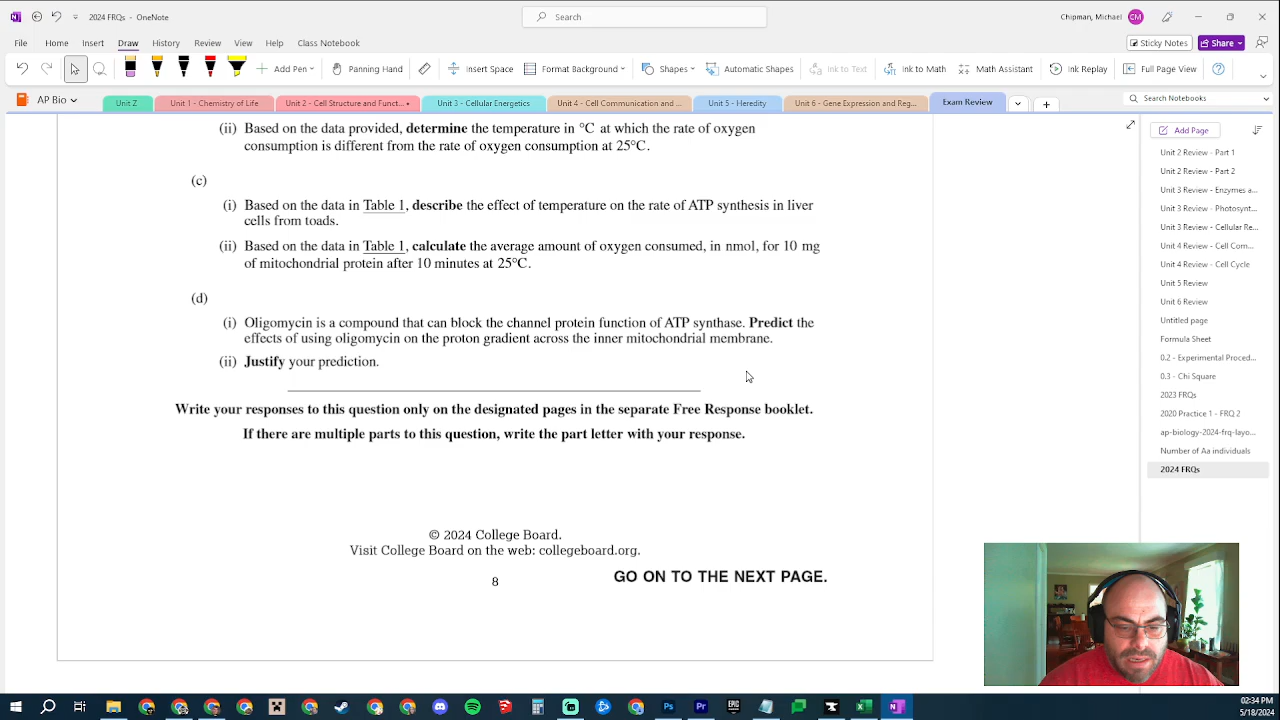 2024 FRQs - OneNote
Search
Chipman, Michael
CM
File
Home
Insert
Draw
History
Review
View
Help
Class Notebook
Sticky Notes
Share
Add Pen
Panning Hand
Insert Space
Format Background
Shapes
Automatic Shapes
Ink to Text
Ink to Math
Math Assistant
Ink Replay
Full Page View
AP Bio
Unit Z
Unit 1 - Chemistry of Life
Unit 2 - Cell Structure and Funct...
Unit 3 - Cellular Energetics
Unit 4 - Cell Communication and ...
Unit 5 - Heredity
Unit 6 - Gene Expression and Reg...
Exam Review
Search Notebooks
(ii) Based on the data provided, determine the temperature in °C at which the rate of oxygen
consumption is different from the rate of oxygen consumption at 25°C.
(c)
(i) Based on the data in Table 1, describe the effect of temperature on the rate of ATP synthesis in liver
cells from toads.
(ii) Based on the data in Table 1, calculate the average amount of oxygen consumed, in nmol, for 10 mg
of mitochondrial protein after 10 minutes at 25°C.
(d)
(i) Oligomycin is a compound that can block the channel protein function of ATP synthase. Predict the
effects of using oligomycin on the proton gradient across the inner mitochondrial membrane.
(ii) Justify your prediction.
Write your responses to this question only on the designated pages in the separate Free Response booklet.
If there are multiple parts to this question, write the part letter with your response.
© 2024 College Board.
Visit College Board on the web: collegeboard.org.
8
GO ON TO THE NEXT PAGE.
Add Page
Unit 2 Review - Part 1
Unit 2 Review - Part 2
Unit 3 Review - Enzymes a...
Unit 3 Review - Photosynt...
Unit 3 Review - Cellular Re...
Unit 4 Review - Cell Com...
Unit 4 Review - Cell Cycle
Unit 5 Review
Unit 6 Review
Untitled page
Formula Sheet
0.2 - Experimental Proced...
0.3 - Chi Square
2023 FRQs
2020 Practice 1 - FRQ 2
ap-biology-2024-frq-layo...
Number of Aa individuals
2024 FRQs
02:34 PM
5/18/2024